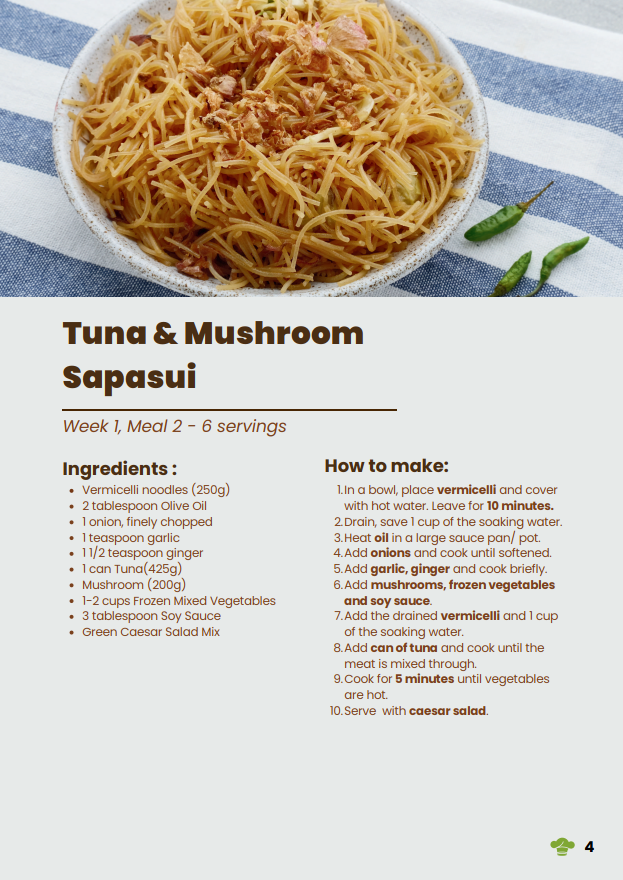 Tuna & Mushroom
Sapasui
Week 1, Meal 2 - 6 servings
Ingredients :
• Vermicelli noodles (250g)
• 2 tablespoon Olive Oil
• 1 onion, finely chopped
• 1 teaspoon garlic
• 1 1/2 teaspoon ginger
• 1 can Tuna(425g)
• Mushroom (200g)
• 1-2 cups Frozen Mixed Vegetables
• 3 tablespoon Soy Sauce
• Green Caesar Salad Mix
How to make:
1.In a bowl, place vermicelli and cover
with hot water. Leave for 10 minutes.
2.Drain, save 1 cup of the soaking water.
3.Heat oil in a large sauce pan/ pot.
4.Add onions and cook until softened.
5.Add garlic, ginger and cook briefly.
6.Add mushrooms, frozen vegetables
and soy sauce.
7.Add the drained vermicelli and 1 cup
of the soaking water.
8.Add can of tuna and cook until the
meat is mixed through.
9.Cook for 5 minutes until vegetables
are hot.
10.Serve with caesar salad.
4